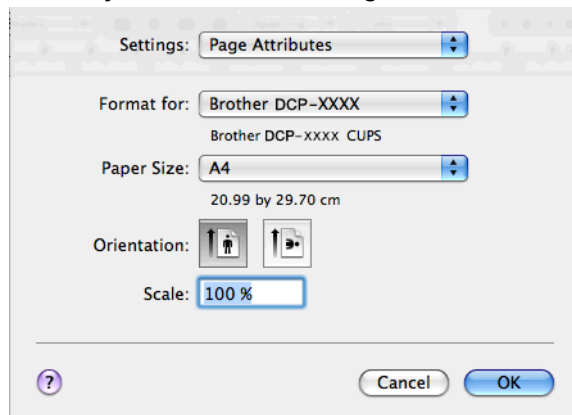 Settings: Page Attributes
Format for: Brother DCP-XXXX
Brother DCP-XXXX CUPS
Paper Size: A4
20.99 by 29.70 cm
Orientation:
Scale: 100 %
? Cancel OK